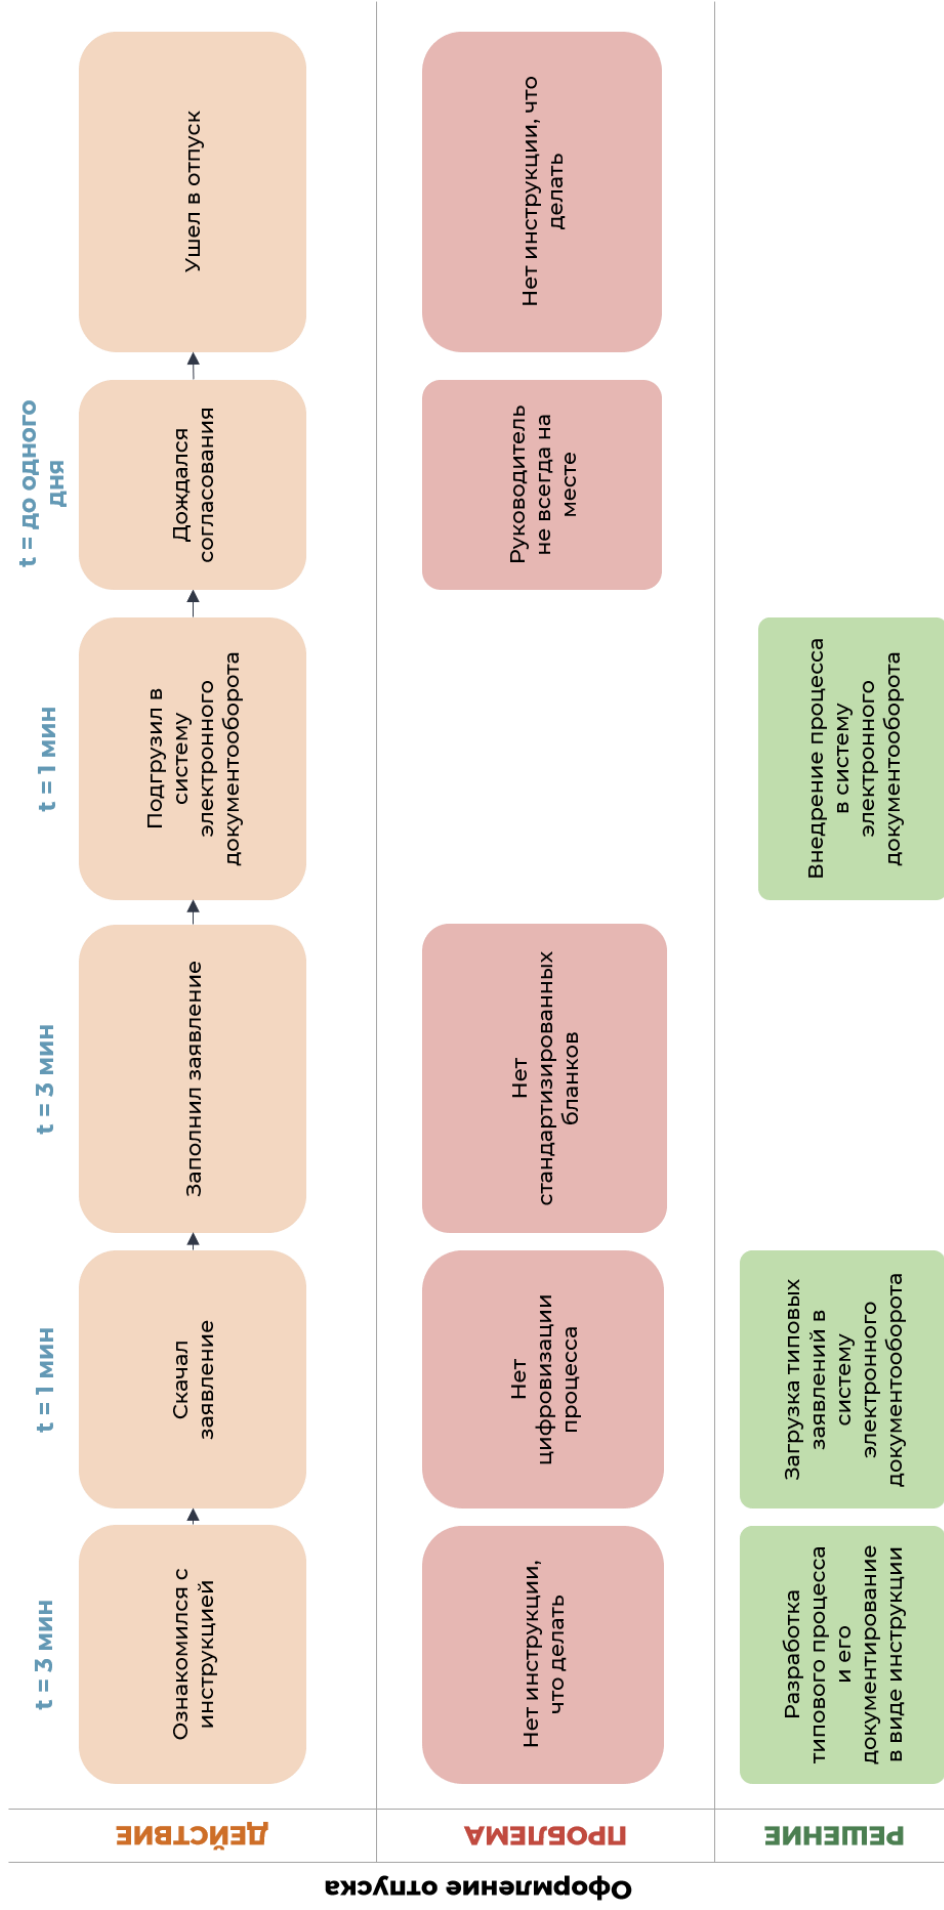 Оформление отпуска
ДЕЙСТВИЕ
t = 3 мин
t = 1 мин
t = 3 мин
t = 1 мин
t = до одного
дня
Ознакомился с
инструкцией
Скачал
заявление
Заполнил заявление
Подгрузил в
систему
электронного
документооборота
Дождался
согласования
Ушел в отпуск
ПРОБЛЕМА
Нет инструкции,
что делать
Нет
цифровизации
процесса
Нет
стандартизированных
бланков
Руководитель
не всегда на
месте
Нет инструкции, что
делать
РЕШЕНИЕ
Разработка
типового процесса
и его
документирование
в виде инструкции
Загрузка типовых
заявлений в
систему
электронного
документооборота
Внедрение процесса
в систему
электронного
документооборота